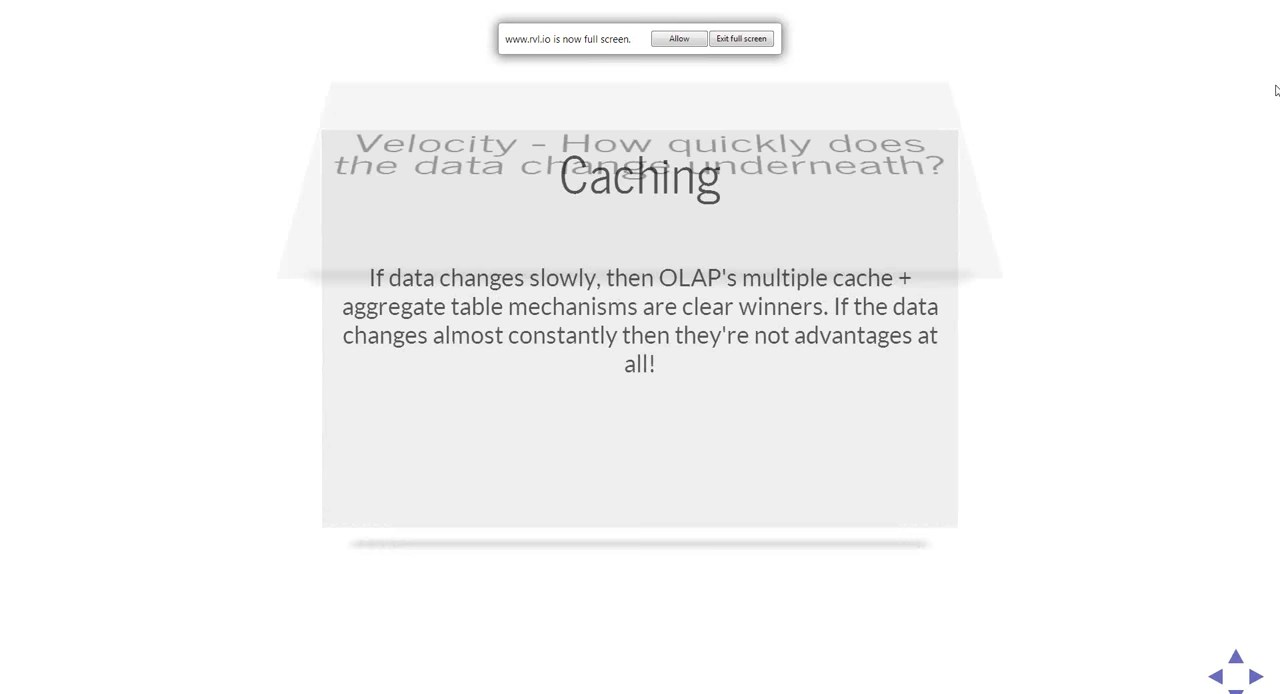 www.rvl.io is now full screen.
Allow
Exit full screen
Velocity - How quickly does
the data change underneath?
Caching
If data changes slowly, then OLAP's multiple cache +
aggregate table mechanisms are clear winners. If the data
changes almost constantly then they're not advantages at
all!